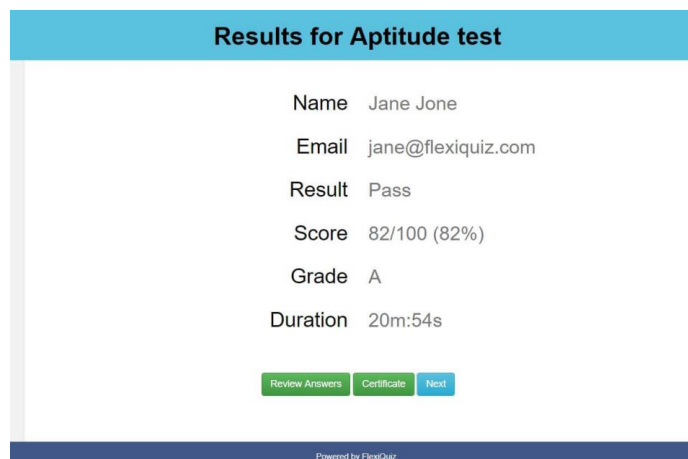 Results for Aptitude test
Name Jane Jone
Email jane@flexiquiz.com
Result Pass
Score 82/100 (82%)
Grade A
Duration 20m:54s
Review Answers Certificate Next
Powered by FlexiQuiz